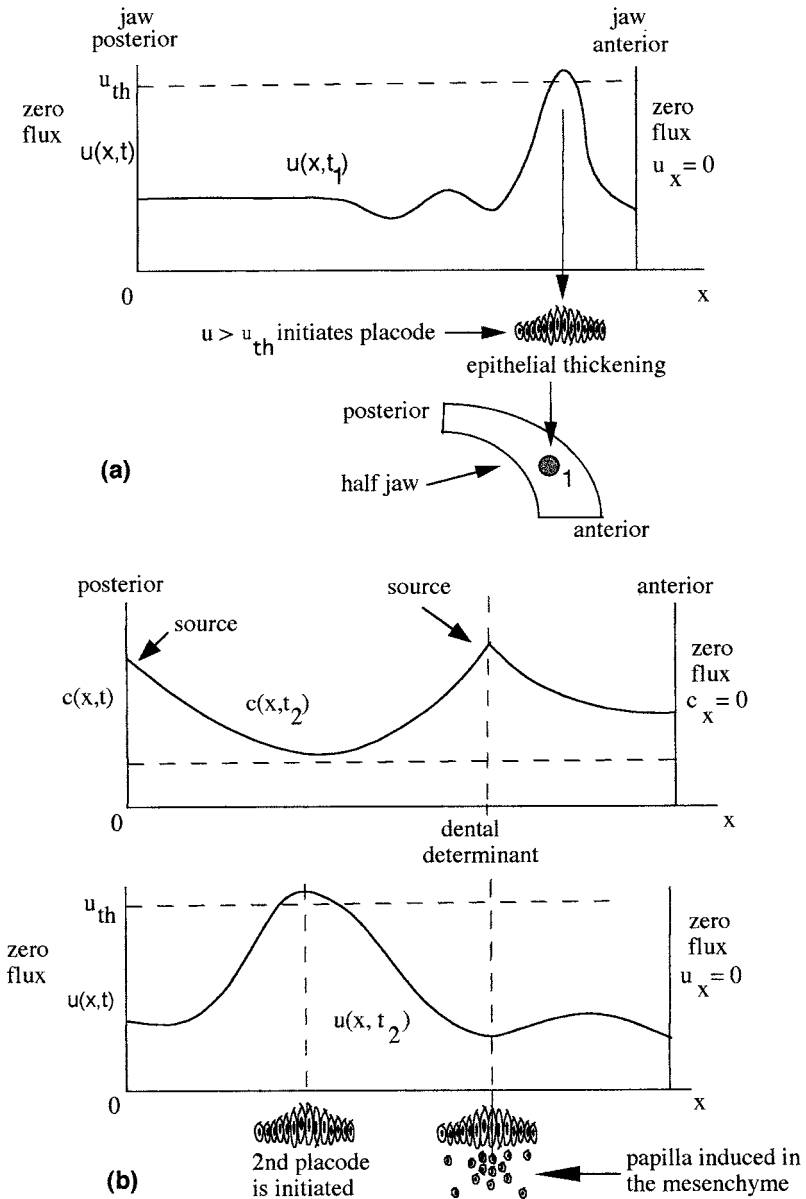 jaw posterior
jaw anterior
u_th
zero flux
u(x,t)
u(x,t_1)
zero flux
u_x = 0
0
x
u > u_th initiates placode
epithelial thickening
posterior
(a)
half jaw
1
anterior
posterior
source
source
anterior
c(x,t)
c(x,t_2)
zero flux
c_x = 0
0
x
dental determinant
u_th
zero flux
u(x,t)
u(x, t_2)
zero flux
u_x = 0
0
x
2nd placode is initiated
papilla induced in the mesenchyme
(b)